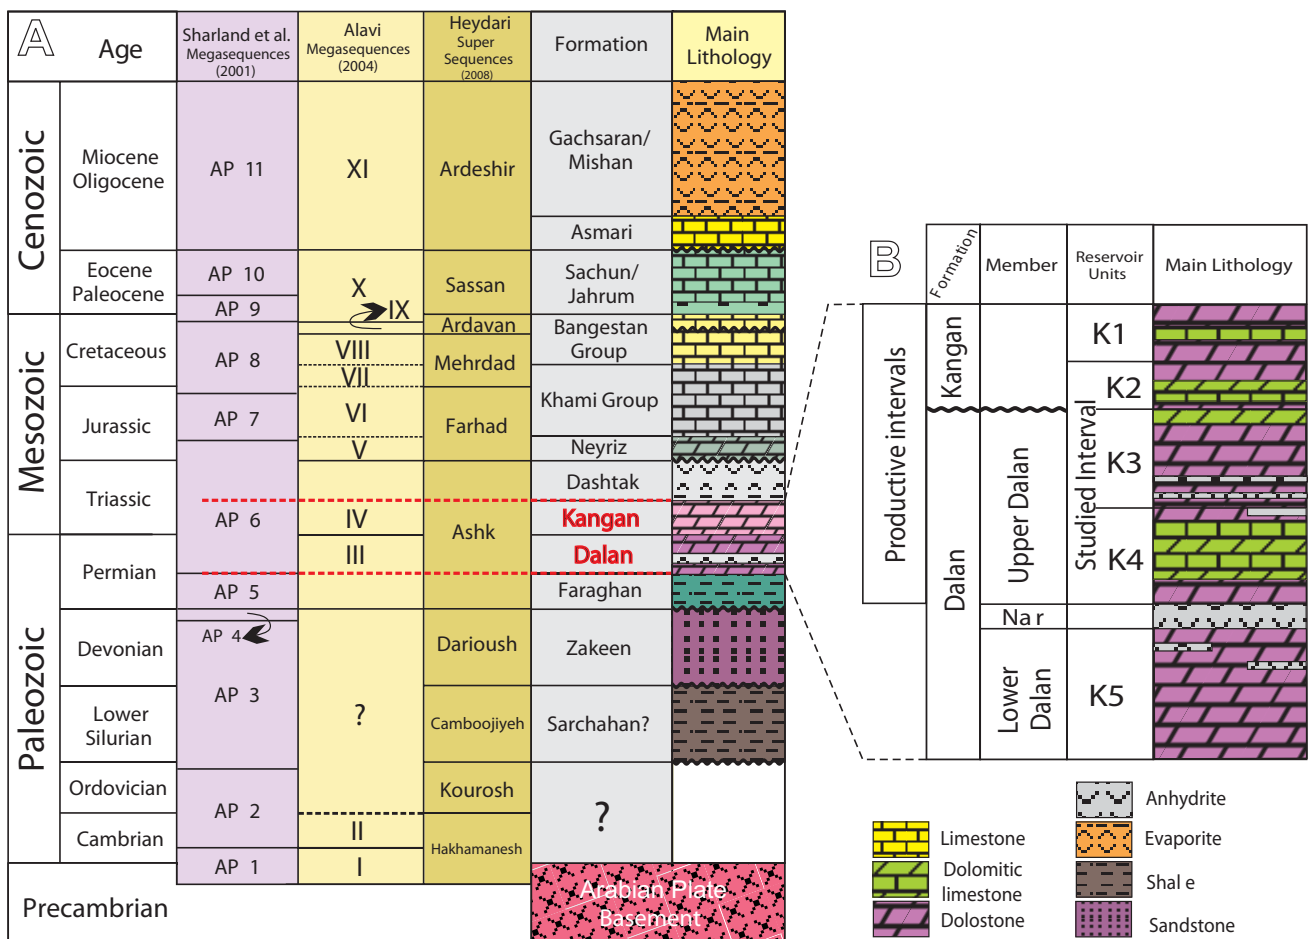 A
Age
Sharland et al.
Megasequences
(2001)
Alavi
Megasequences
(2004)
Heydari
Super
Sequences
(2008)
Formation
Main
Lithology
Cenozoic
Mesozoic
Paleozoic
Miocene
Oligocene
Eocene
Paleocene
Cretaceous
Jurassic
Triassic
Permian
Devonian
Lower
Silurian
Ordovician
Cambrian
Precambrian
AP 11
AP 10
AP 9
AP 8
AP 7
AP 6
AP 5
AP 4
AP 3
AP 2
AP 1
XI
X
IX
VIII
VII
VI
V
IV
III
?
II
I
Ardeshir
Sassan
Ardavan
Mehrdad
Farhad
Ashk
Darioush
Camboojiyeh
Kourosh
Hakhamanesh
Gachsaran/
Mishan
Asmari
Sachun/
Jahrum
Bangestan
Group
Khami Group
Neyriz
Dashtak
Kangan
Dalan
Faraghan
Zakeen
Sarchahan?
?
Arabian Plate
Basement
B
Formation
Member
Reservoir
Units
Main Lithology
Productive intervals
Kangan
Dalan
Upper Dalan
Nar
Lower
Dalan
Studied Interval
K1
K2
K3
K4
K5
Limestone
Dolomitic
limestone
Dolostone
Anhydrite
Evaporite
Shal e
Sandstone